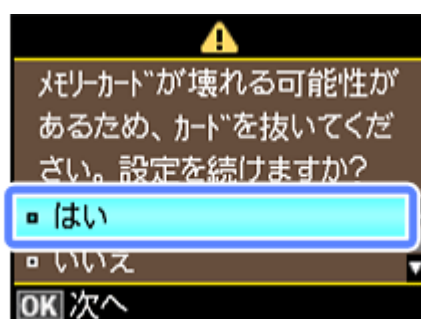 ﾒﾓﾘｰｶｰﾄﾞが壊れる可能性が
あるため、ｶｰﾄﾞを抜いてくだ
さい。設定を続けますか?
はい
いいえ
OK 次へ